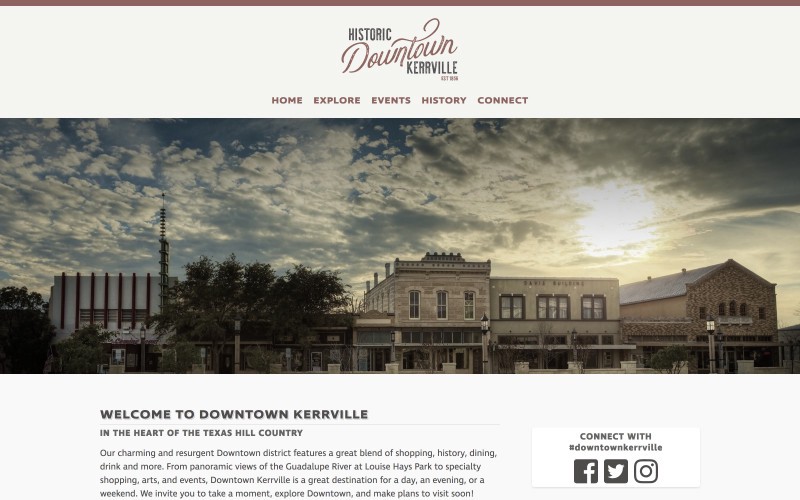 HISTORIC
Downtown
KERRVILLE
EST 1856
HOME EXPLORE EVENTS HISTORY CONNECT
WELCOME TO DOWNTOWN KERRVILLE
IN THE HEART OF THE TEXAS HILL COUNTRY
Our charming and resurgent Downtown district features a great blend of shopping, history, dining,
drink and more. From panoramic views of the Guadalupe River at Louise Hays Park to specialty
shopping, arts, and events, Downtown Kerrville is a great destination for a day, an evening, or a
weekend. We invite you to take a moment, explore Downtown, and make plans to visit soon!
CONNECT WITH
#downtownkerrville